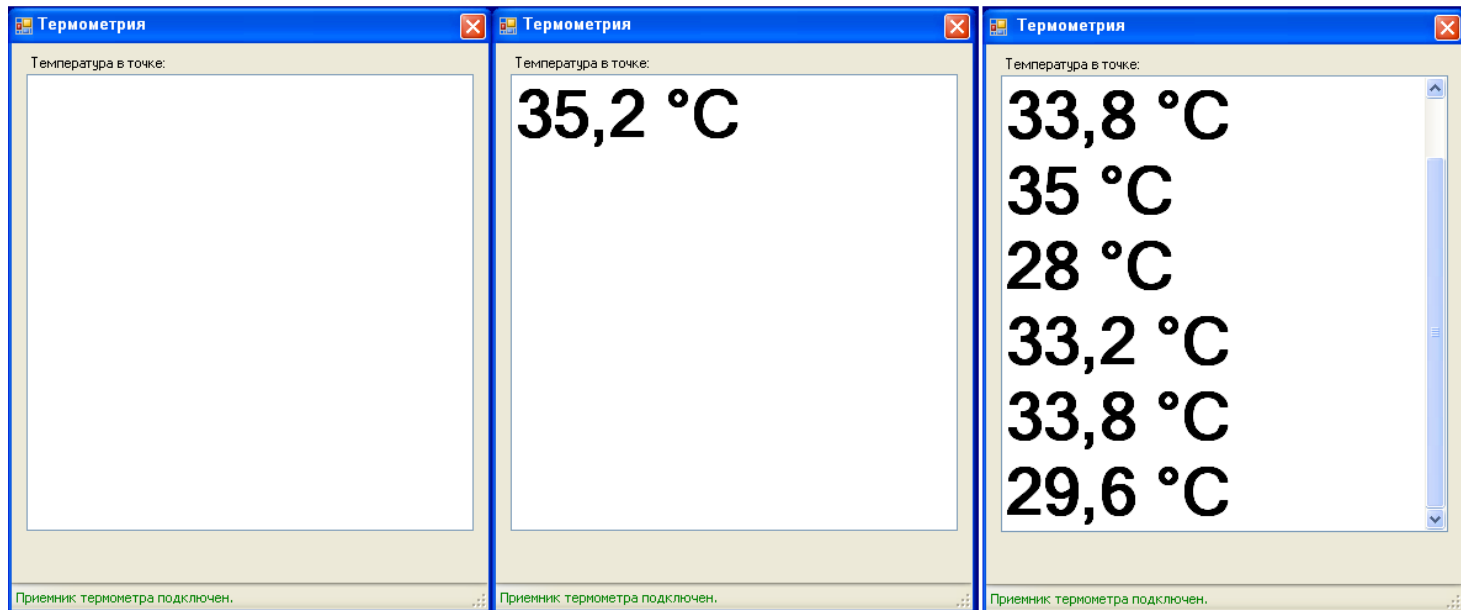 Термометрия
Температура в точке:
Приемник термометра подключен.
Термометрия
Температура в точке:
35,2 °C
Приемник термометра подключен.
Термометрия
Температура в точке:
33,8 °C
35 °C
28 °C
33,2 °C
33,8 °C
29,6 °C
Приемник термометра подключен.